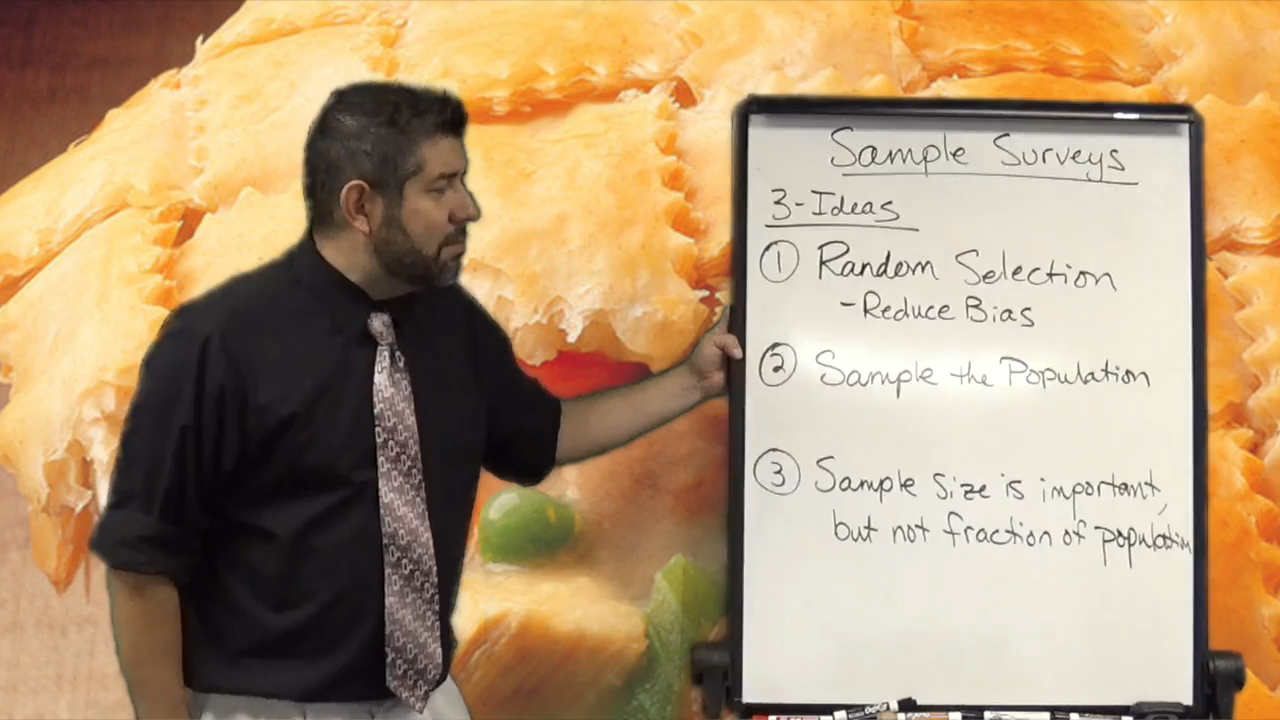 Sample Surveys
3-Ideas
① Random Selection
-Reduce Bias
② Sample the Population
③ Sample size is important,
but not fraction of population
EXPO